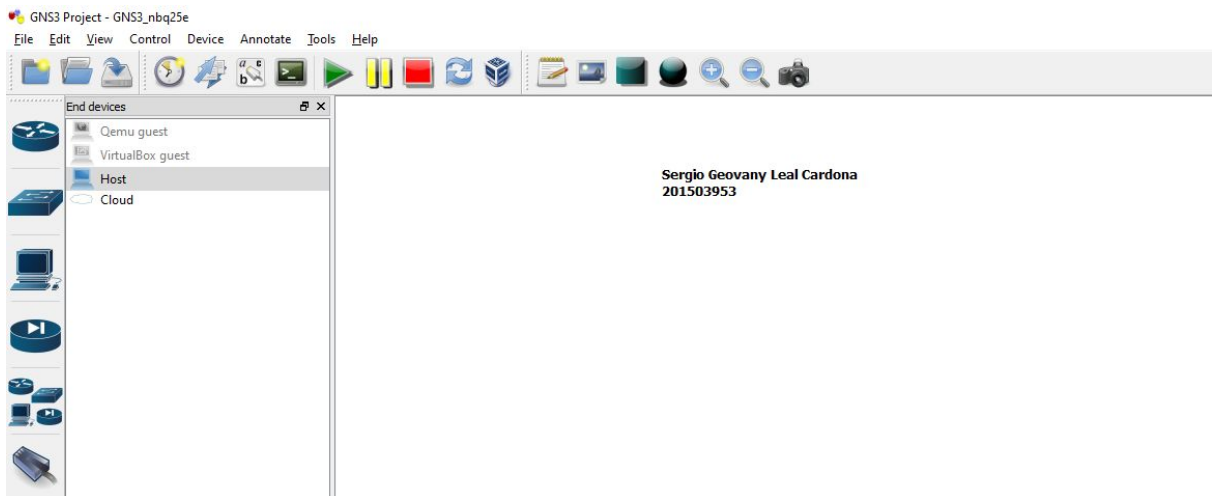 GNS3 Project - GNS3_nbq25e
File Edit View Control Device Annotate Tools Help
End devices
Qemu guest
VirtualBox guest
Host
Cloud
Sergio Geovany Leal Cardona
201503953